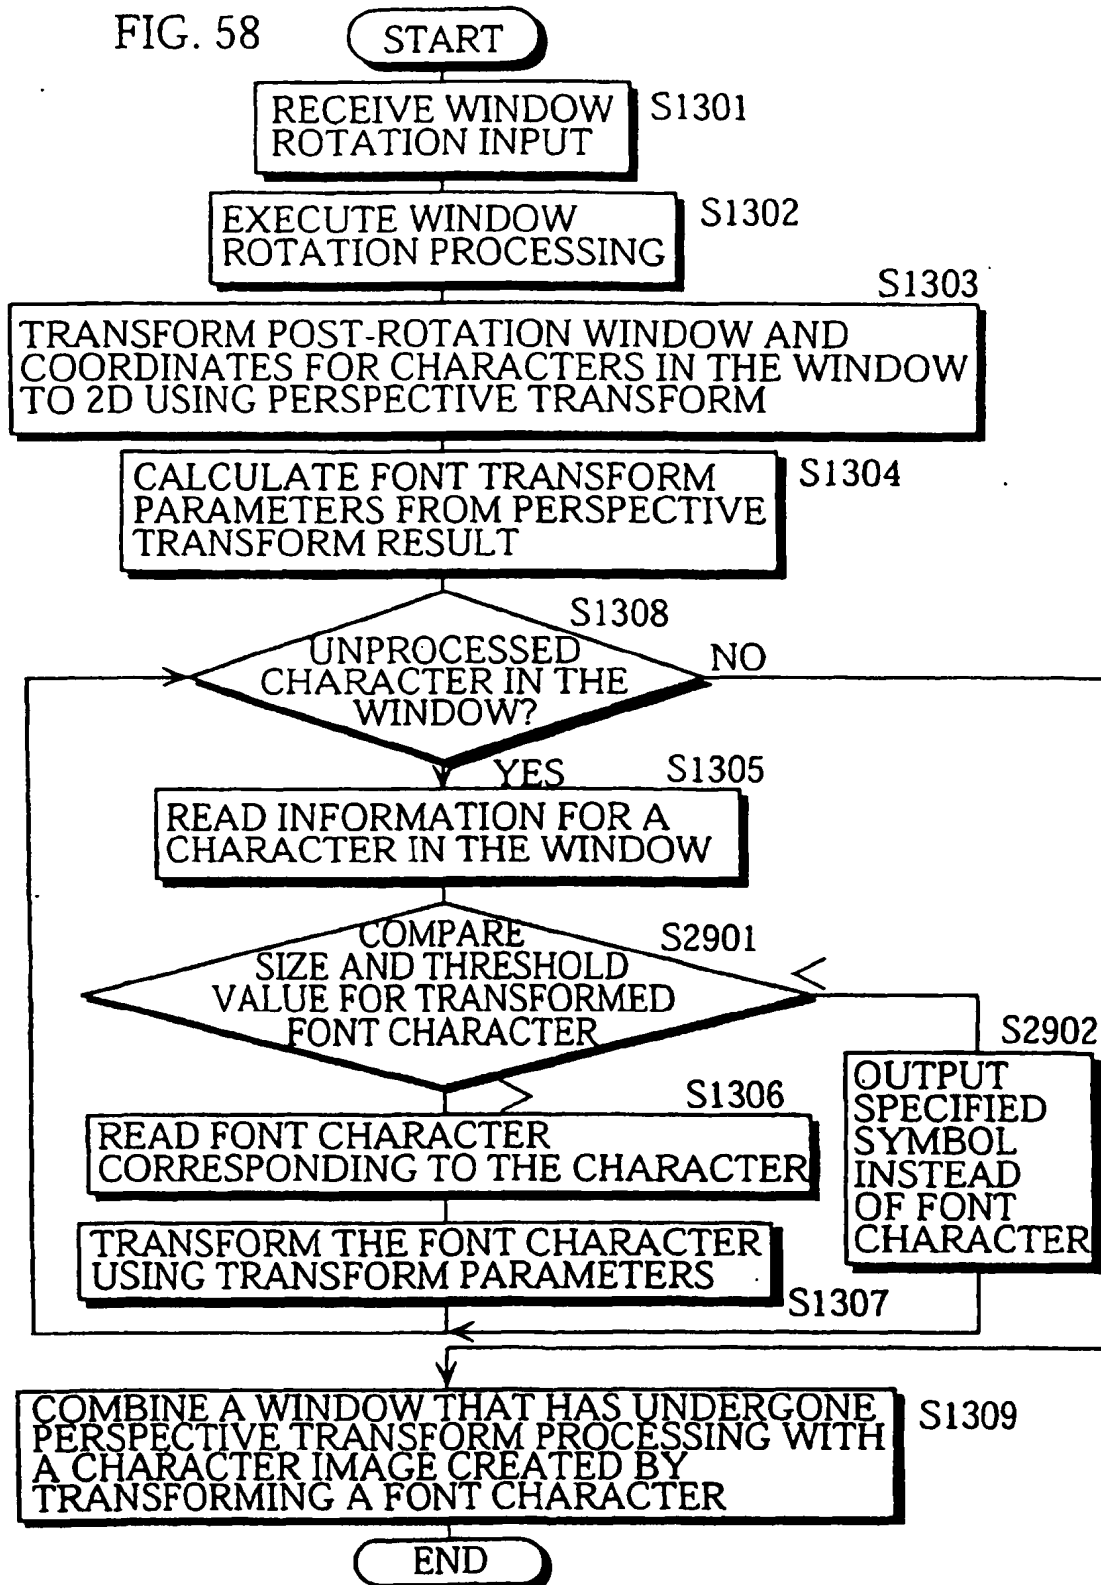 FIG. 58
START
RECEIVE WINDOW
ROTATION INPUT
S1301
EXECUTE WINDOW
ROTATION PROCESSING
S1302
S1303
TRANSFORM POST-ROTATION WINDOW AND
COORDINATES FOR CHARACTERS IN THE WINDOW
TO 2D USING PERSPECTIVE TRANSFORM
CALCULATE FONT TRANSFORM
PARAMETERS FROM PERSPECTIVE
TRANSFORM RESULT
S1304
S1308
UNPROCESSED
CHARACTER IN THE
WINDOW?
NO
YES
S1305
READ INFORMATION FOR A
CHARACTER IN THE WINDOW
COMPARE
SIZE AND THRESHOLD
VALUE FOR TRANSFORMED
FONT CHARACTER
S2901
<
>
S2902
OUTPUT
SPECIFIED
SYMBOL
INSTEAD
OF FONT
CHARACTER
S1306
READ FONT CHARACTER
CORRESPONDING TO THE CHARACTER
TRANSFORM THE FONT CHARACTER
USING TRANSFORM PARAMETERS
S1307
COMBINE A WINDOW THAT HAS UNDERGONE
PERSPECTIVE TRANSFORM PROCESSING WITH
A CHARACTER IMAGE CREATED BY
TRANSFORMING A FONT CHARACTER
S1309
END